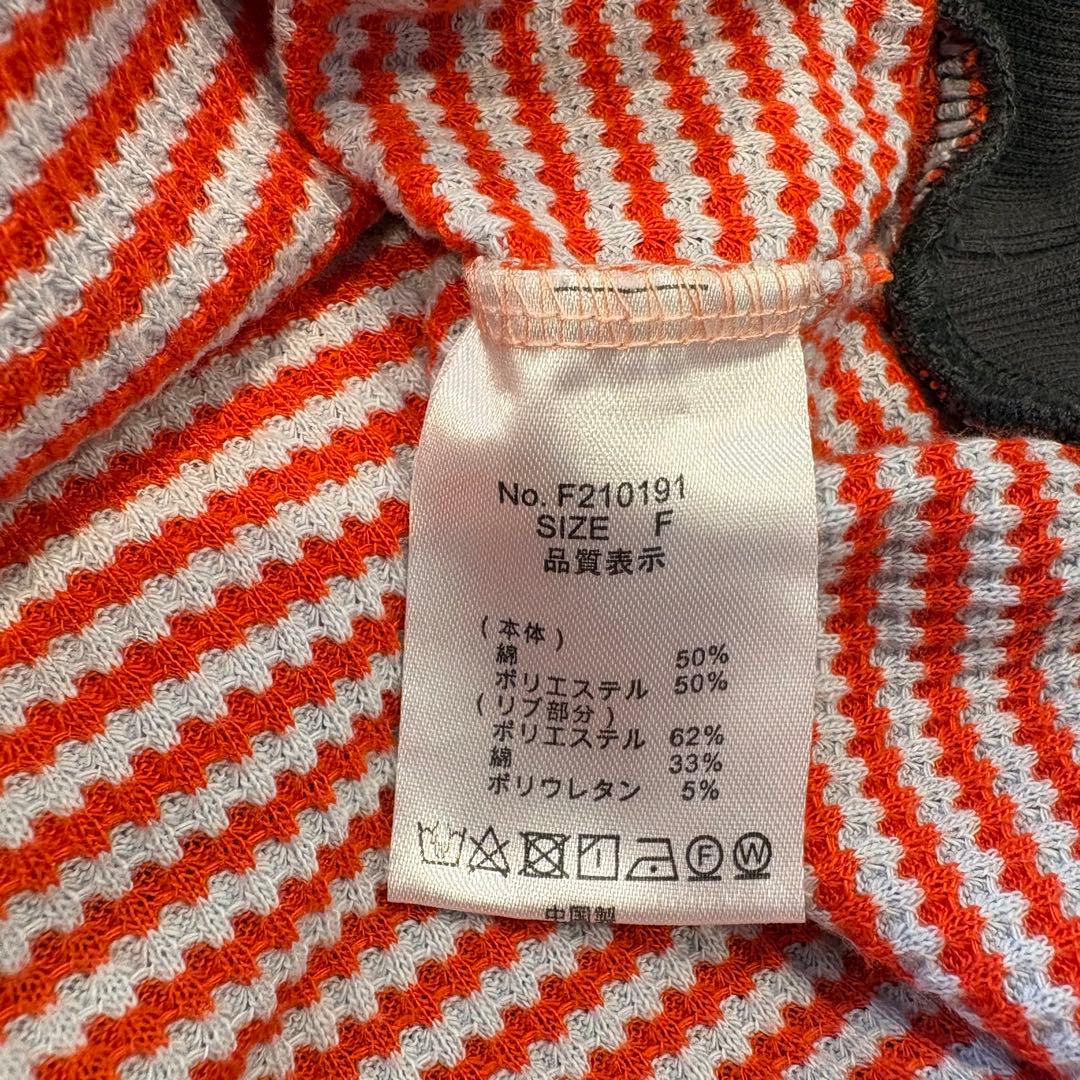 No. F210191
SIZE F
品質表示
(本体)
綿 50%
ポリエステル 50%
(リブ部分)
ポリエステル 62%
綿 33%
ポリウレタン 5%
F W
中国製